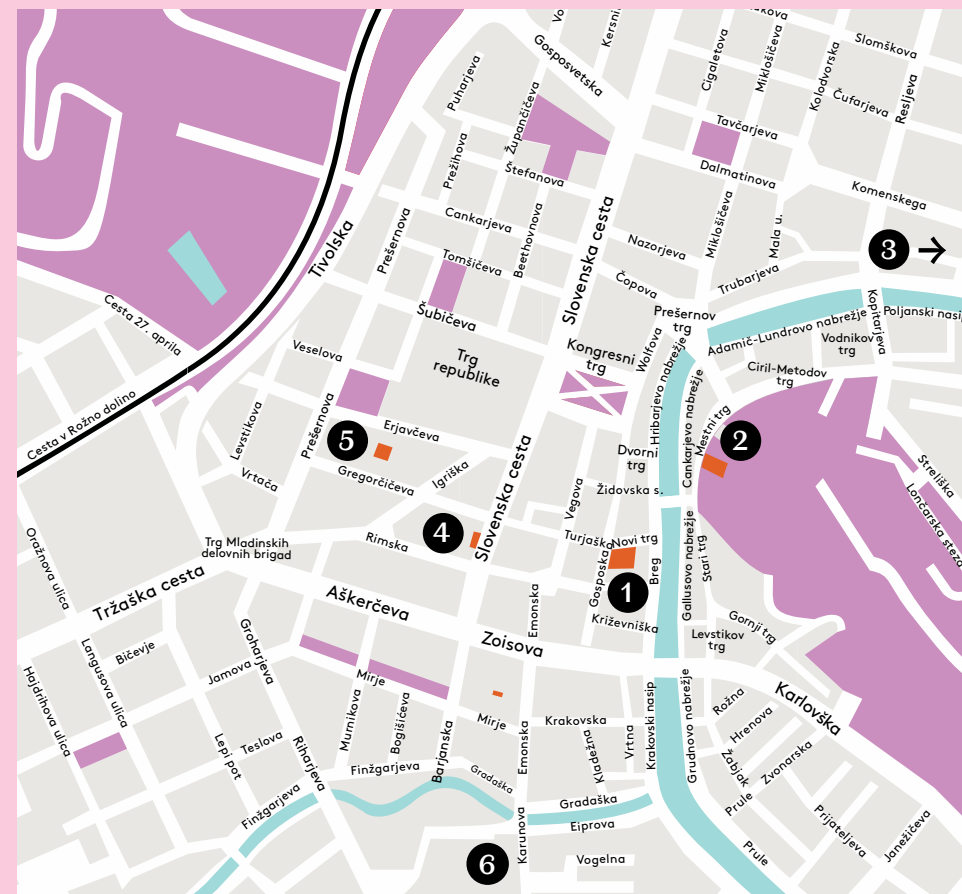 Gosposvetska
Slomškova
Cigaletova
Miklošičeva
Kolodvorska
Resljeva
Čufarjeva
Puharjeva
Župančičeva
Tavčarjeva
Prežihova
Štefanova
Dalmatinova
Komenskega
Cankarjeva
Beethovnova
Slovenska cesta
Nazorjeva
Miklošičeva
Mala u.
3
Tivolska
Prešernova
Tomšičeva
Čopova
Trubarjeva
Cesta 27. aprila
Šubičeva
Prešernov
trg
Kopitarjeva
Poljanski nasip
Adamič-Lundrovo nabrežje
Vodnikov
trg
Veselova
Trg
republike
Kongresni
trg
Wolfova
Hribarjevo nabrežje
Ciril-Metodov
trg
Cesta v Rožno dolino
Levstikova
Prešernova
Erjavčeva
5
Cankarjevo nabrežje
Mestni trg
2
Dvorni
trg
Streliška
Lončarska steza
Vrtača
Gregorčičeva
Igriška
Slovenska cesta
Vegova
Židovska s.
4
Oražnova ulica
Trg Mladinskih
delovnih brigad
Rimska
Turjaška
Novi trg
Gosposka
Breg
Gallusovo nabrežje
Stari trg
1
Tržaška cesta
Aškerčeva
Emonska
Križevniška
Gornji trg
Levstikov
trg
Zoisova
Bičevje
Groharjeva
Langusova ulica
Hajdrihova ulica
Jamova
Mirje
Karlovška
Murnikova
Bogišičeva
Barjanska
Mirje
Emonska
Krakovska
Kladezna
Vrtna
Krakovski nasip
Grudnovo nabrežje
Rožna
Hrenova
Žabjak
Zvonarska
Lepi pot
Teslova
Riharjeva
Finžgarjeva
Gradaška
Finžgarjeva
Gradaška
Eiprova
Karunova
Prule
Prijateljeva
Janežičeva
Prule
6
Vogelna